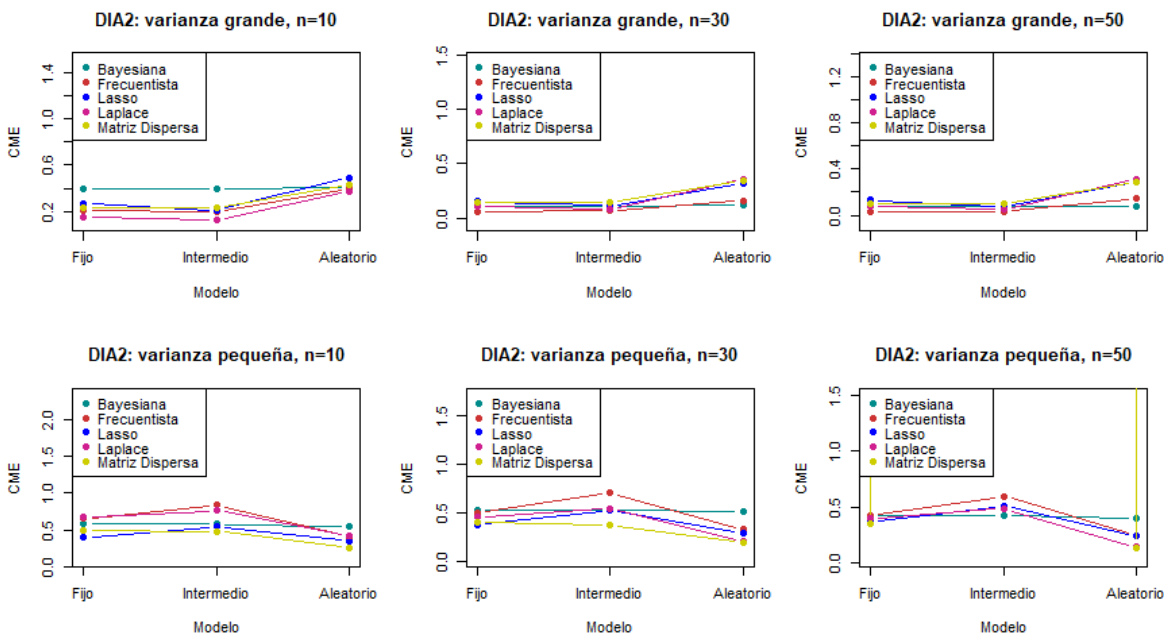 DIA2: varianza grande, n=10
CME
1.4
1.0
0.6
0.2
Bayesiana
Frecuentista
Lasso
Laplace
Matriz Dispersa
Fijo Intermedio Aleatorio
Modelo
DIA2: varianza grande, n=30
CME
1.5
1.0
0.5
0.0
Bayesiana
Frecuentista
Lasso
Laplace
Matriz Dispersa
Fijo Intermedio Aleatorio
Modelo
DIA2: varianza grande, n=50
CME
1.2
0.8
0.4
0.0
Bayesiana
Frecuentista
Lasso
Laplace
Matriz Dispersa
Fijo Intermedio Aleatorio
Modelo
DIA2: varianza pequeña, n=10
CME
2.0
1.5
1.0
0.5
0.0
Bayesiana
Frecuentista
Lasso
Laplace
Matriz Dispersa
Fijo Intermedio Aleatorio
Modelo
DIA2: varianza pequeña, n=30
CME
1.5
1.0
0.5
0.0
Bayesiana
Frecuentista
Lasso
Laplace
Matriz Dispersa
Fijo Intermedio Aleatorio
Modelo
DIA2: varianza pequeña, n=50
CME
1.5
1.0
0.5
0.0
Bayesiana
Frecuentista
Lasso
Laplace
Matriz Dispersa
Fijo Intermedio Aleatorio
Modelo